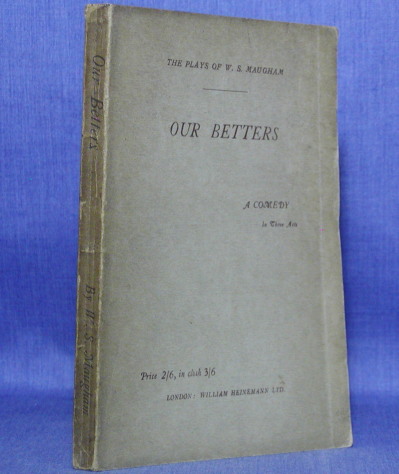 THE PLAYS OF W. S. MAUGHAM
OUR BETTERS
A COMEDY
In Three Acts
Price 2/6, in cloth 3/6
LONDON: WILLIAM HEINEMANN LTD.
Our Betters
By W. S. Maugham